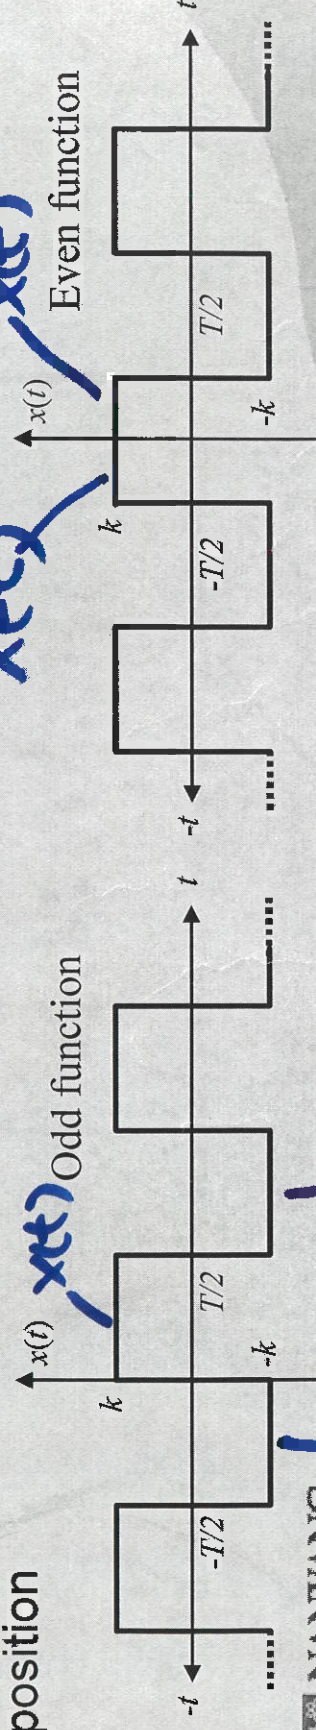 position
x(t)
Odd function
x(t)
k
-T/2
T/2
-k
-t
t
x(t)
x(t)
Even function
x(t)
k
-T/2
T/2
-k
-t
t